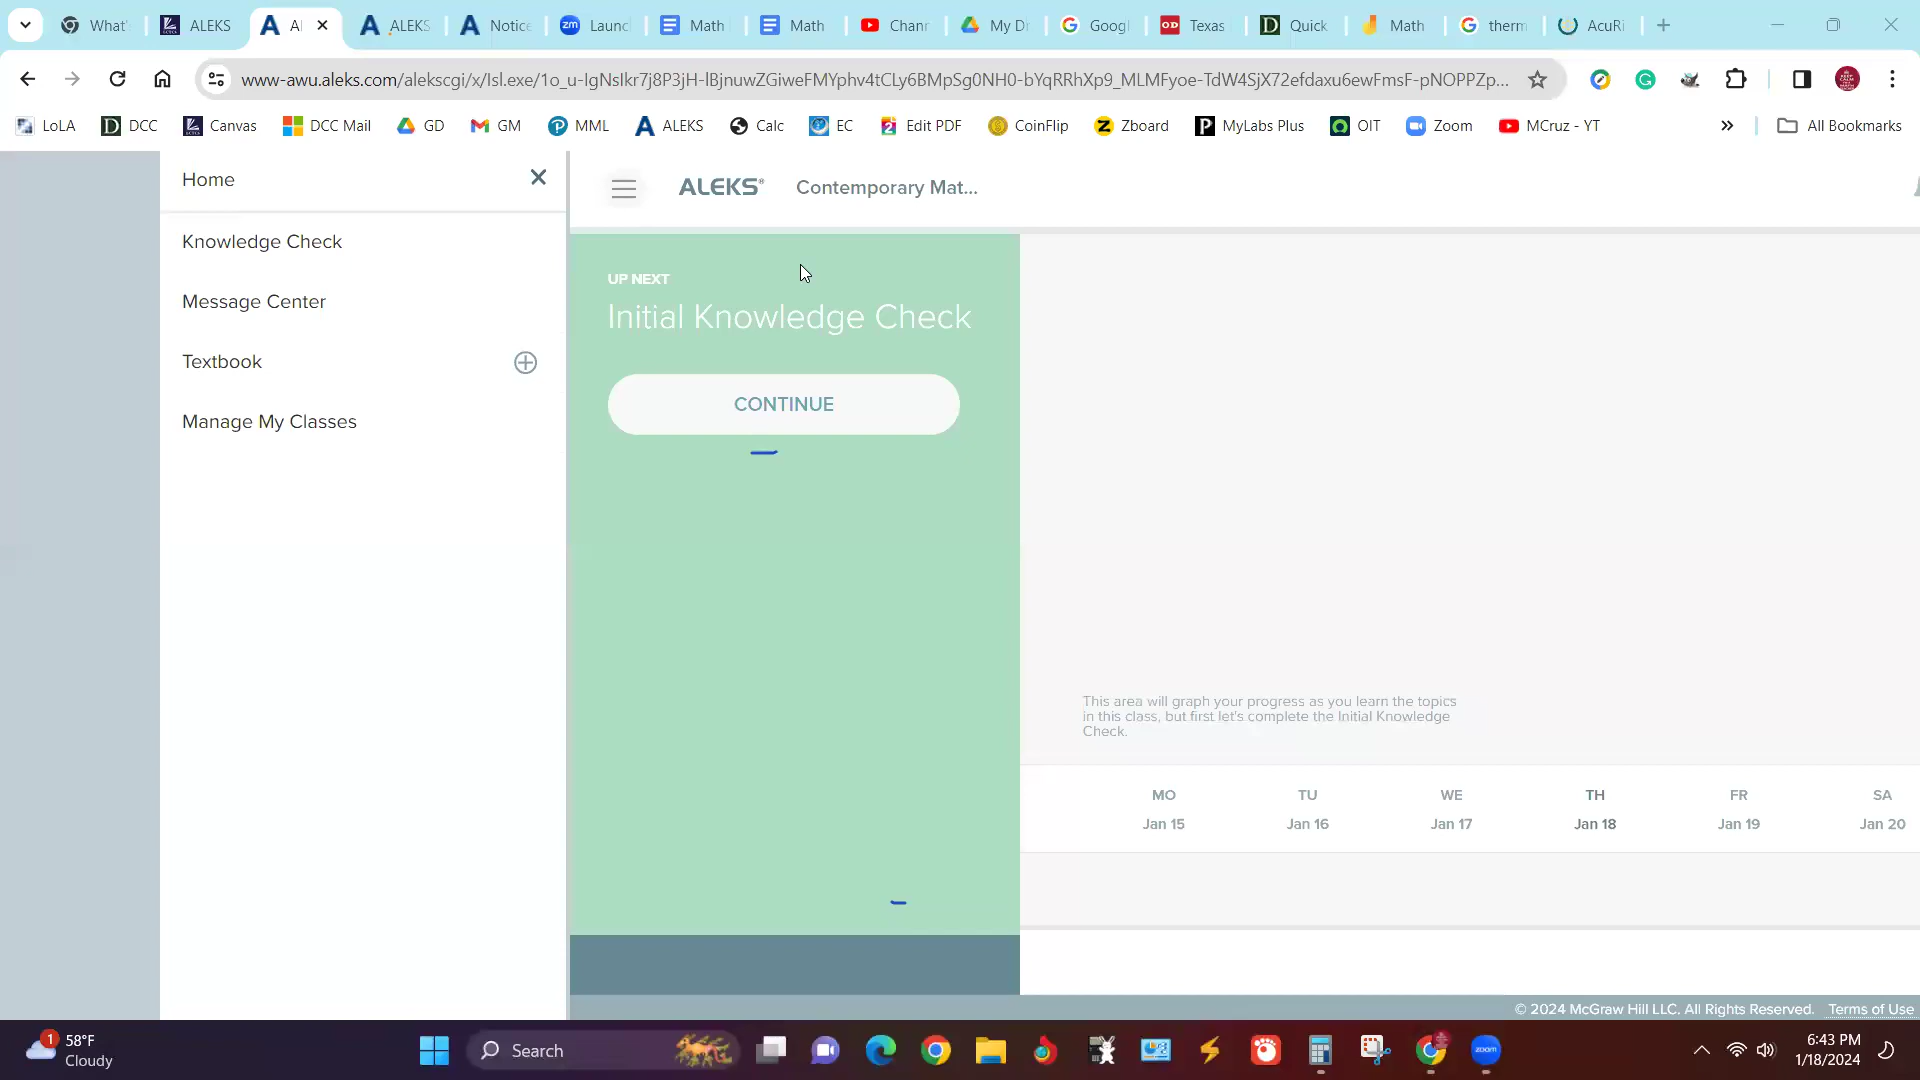 What'
ALEKS
Al
ALEKS
Notice
Launc
Math
Math
Chann
My Dr
Googl
Texas
Quick
Math
therm
AcuRi
www-awu.aleks.com/alekscgi/x/Isl.exe/1o_u-IgNsIkr7j8P3jH-lBjnuwZGiweFMYphv4tCLy6BMpSg0NH0-bYqRRhXp9_MLMFyoe-TdW4SjX72efdaxu6ewFmsF-pNOPPZp...
LoLA
DCC
Canvas
DCC Mail
GD
GM
MML
ALEKS
Calc
EC
Edit PDF
CoinFlip
Zboard
MyLabs Plus
OIT
Zoom
MCruz - YT
All Bookmarks
Home
Knowledge Check
Message Center
Textbook
Manage My Classes
ALEKS®
Contemporary Mat...
UP NEXT
Initial Knowledge Check
CONTINUE
This area will graph your progress as you learn the topics
in this class, but first let's complete the Initial Knowledge
Check.
MO
TU
WE
TH
FR
SA
Jan 15
Jan 16
Jan 17
Jan 18
Jan 19
Jan 20
© 2024 McGraw Hill LLC. All Rights Reserved.
Terms of Use
1
58°F
Cloudy
Search
zoom
6:43 PM
1/18/2024